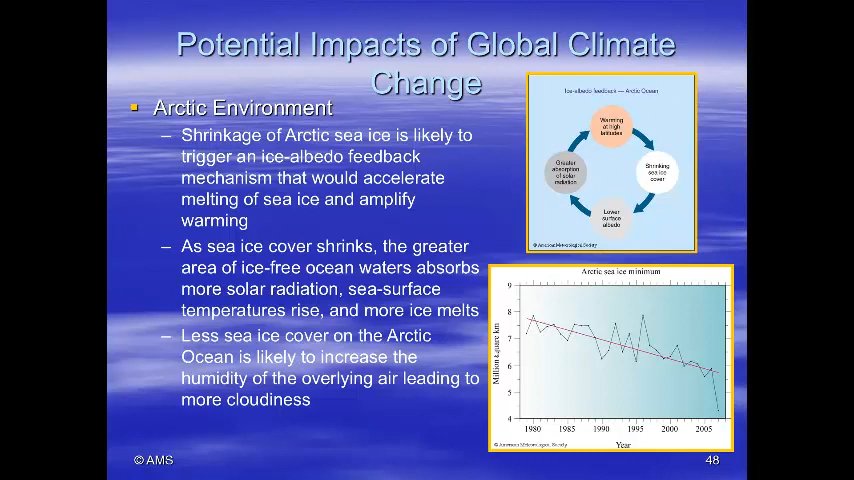 Potential Impacts of Global Climate
Change
Arctic Environment
– Shrinkage of Arctic sea ice is likely to
trigger an ice-albedo feedback
mechanism that would accelerate
melting of sea ice and amplify
warming
– As sea ice cover shrinks, the greater
area of ice-free ocean waters absorbs
more solar radiation, sea-surface
temperatures rise, and more ice melts
– Less sea ice cover on the Arctic
Ocean is likely to increase the
humidity of the overlying air leading to
more cloudiness
Ice-albedo feedback — Arctic Ocean
Warming
at high
latitudes
Shrinking
sea ice
cover
Lower
surface
albedo
Greater
absorption
of solar
radiation
© American Meteorological Society
Arctic sea ice minimum
Million square km
9
8
7
6
5
4
1980 1985 1990 1995 2000 2005
Year
© American Meteorological Society
© AMS
48